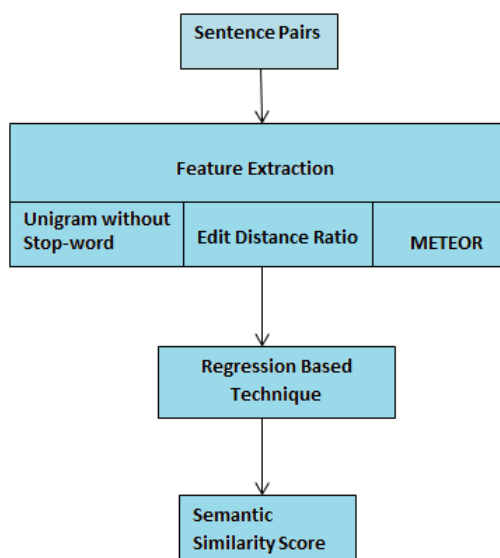 Sentence Pairs
Feature Extraction
Unigram without
Stop-word
Edit Distance Ratio
METEOR
Regression Based
Technique
Semantic
Similarity Score